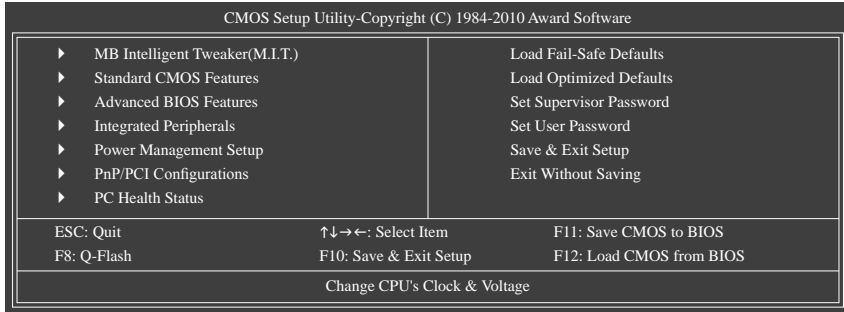 CMOS Setup Utility-Copyright (C) 1984-2010 Award Software
MB Intelligent Tweaker(M.I.T.)
Standard CMOS Features
Advanced BIOS Features
Integrated Peripherals
Power Management Setup
PnP/PCI Configurations
PC Health Status
Load Fail-Safe Defaults
Load Optimized Defaults
Set Supervisor Password
Set User Password
Save & Exit Setup
Exit Without Saving
ESC: Quit ↑↓→←: Select Item F11: Save CMOS to BIOS
F8: Q-Flash F10: Save & Exit Setup F12: Load CMOS from BIOS
Change CPU's Clock & Voltage